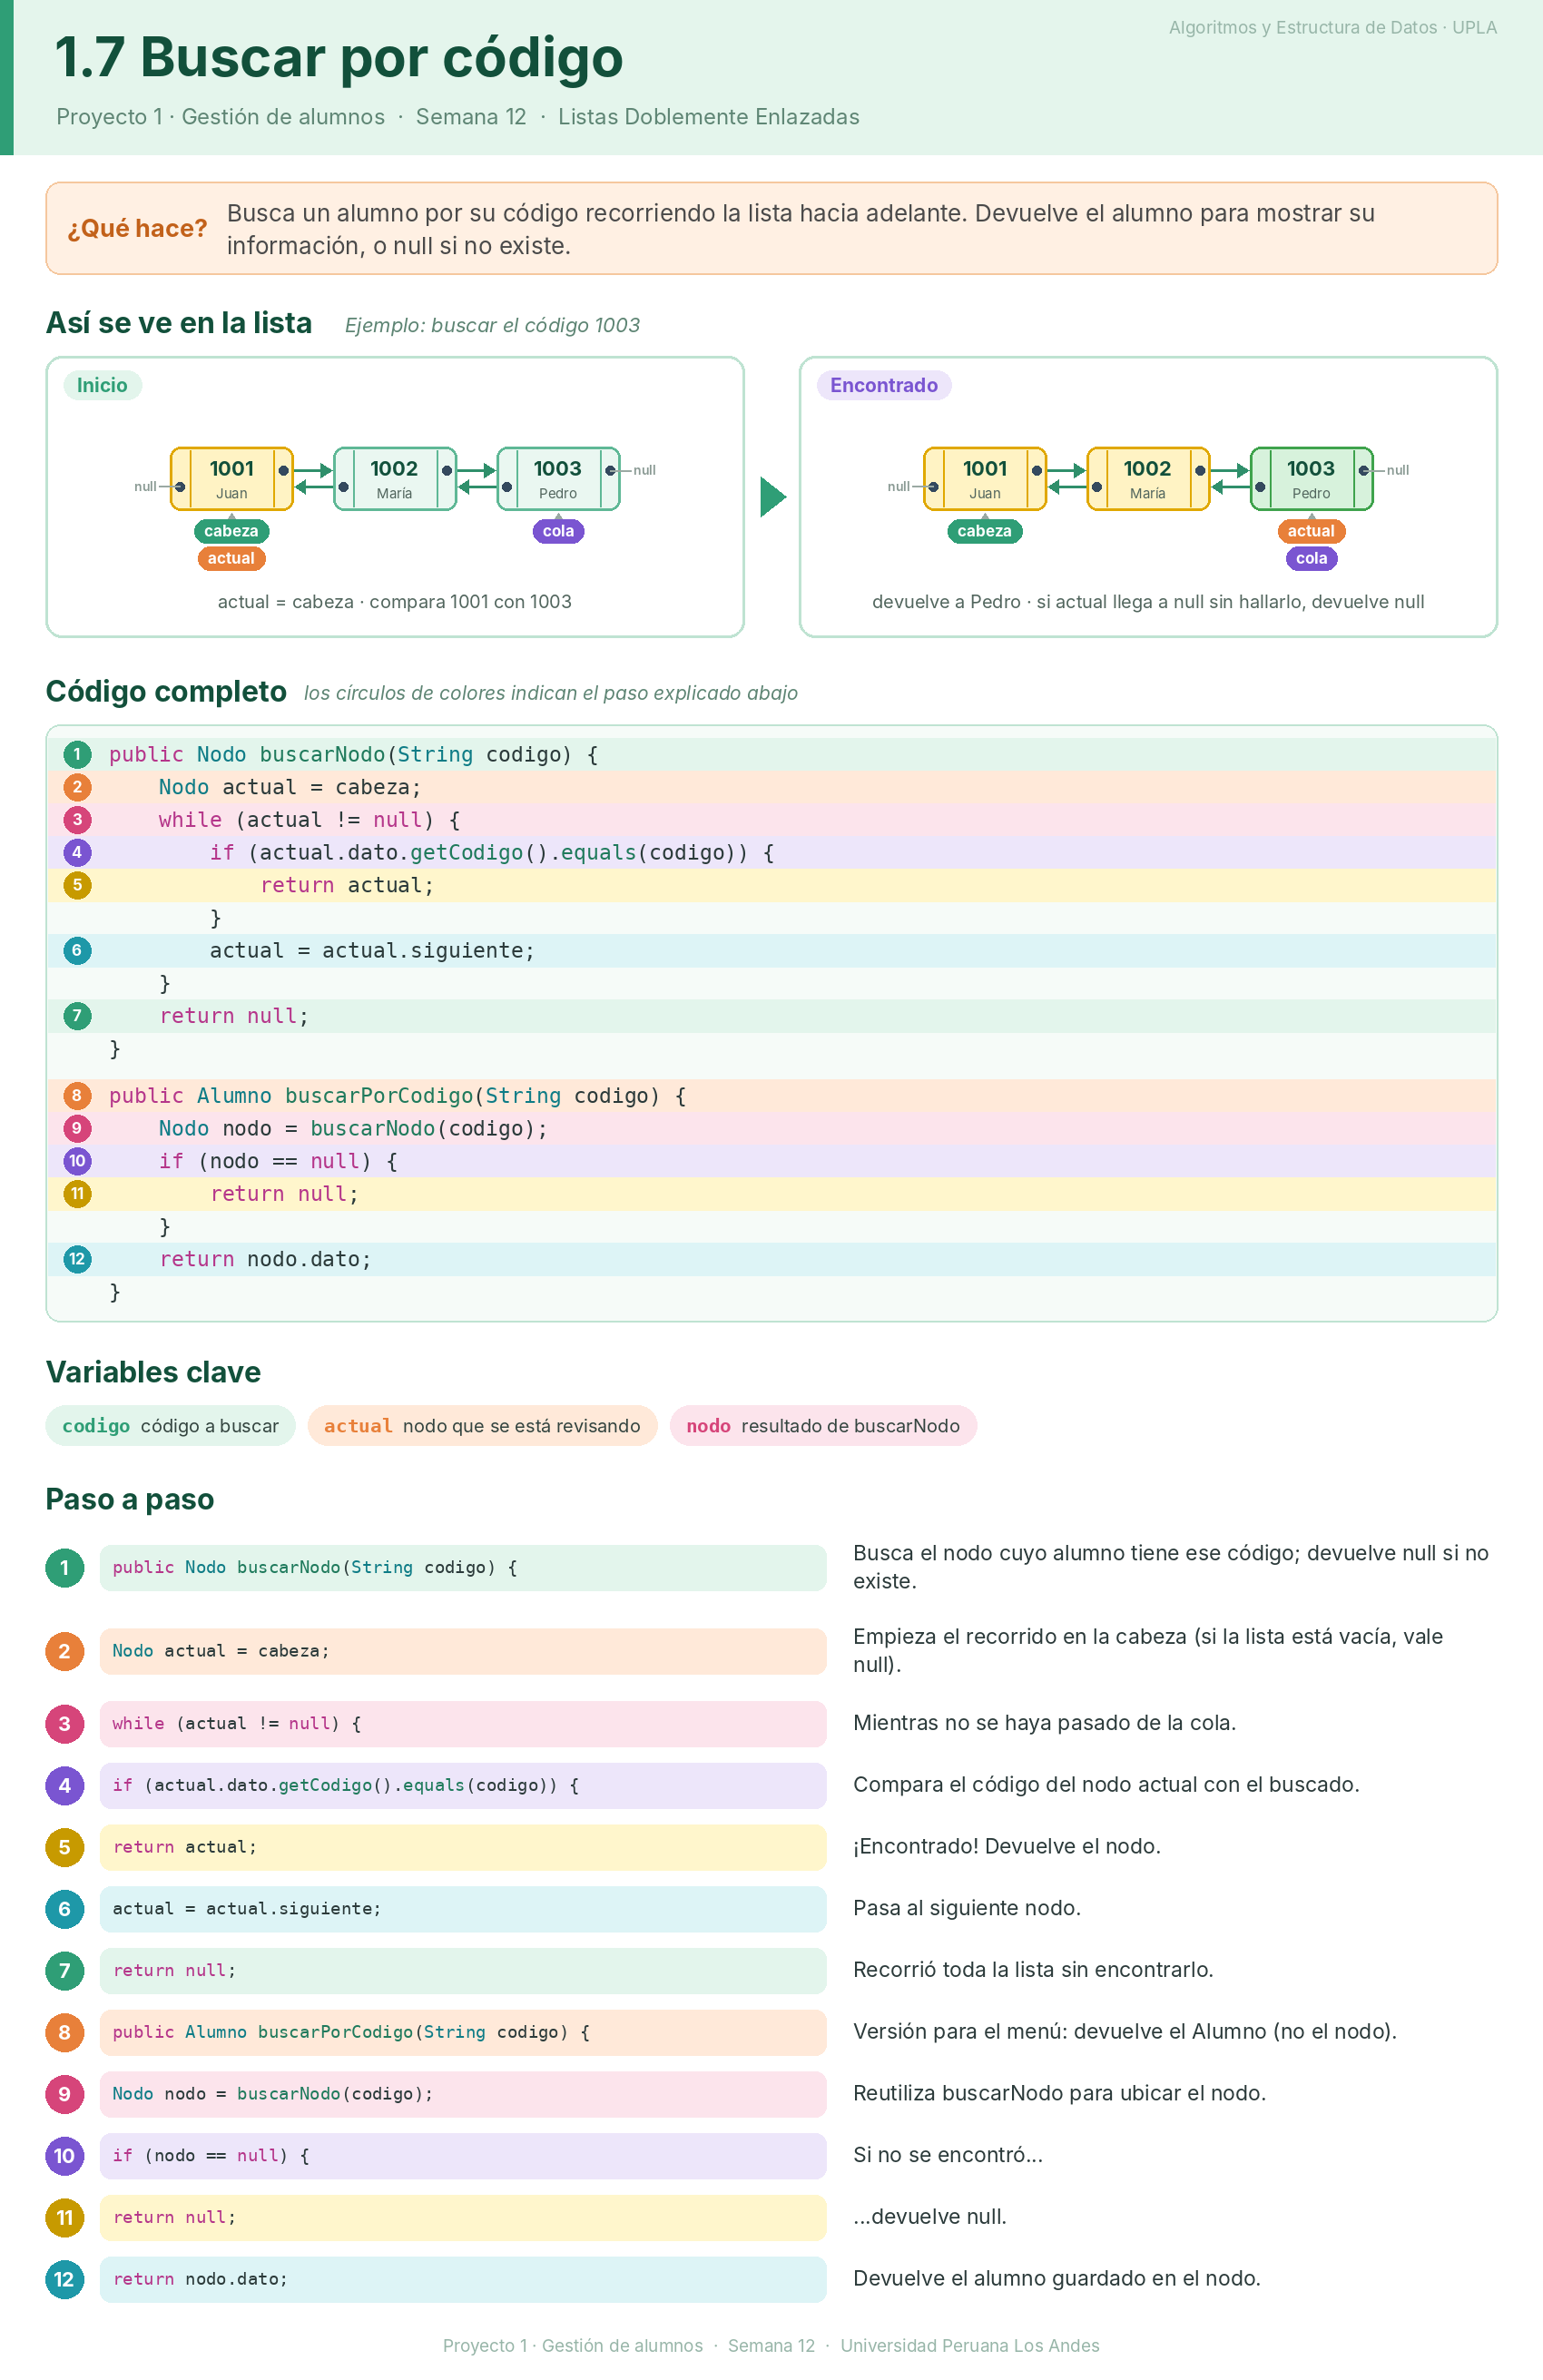 Algoritmos y Estructura de Datos · UPLA
1.7 Buscar por código
Proyecto 1 · Gestión de alumnos · Semana 12 · Listas Doblemente Enlazadas
¿Qué hace?
Busca un alumno por su código recorriendo la lista hacia adelante. Devuelve el alumno para mostrar su
información, o null si no existe.
Así se ve en la lista
Ejemplo: buscar el código 1003
Inicio
null
1001
Juan
1002
María
1003
Pedro
null
cabeza
actual
cola
actual = cabeza · compara 1001 con 1003
Encontrado
null
1001
Juan
1002
María
1003
Pedro
null
cabeza
actual
cola
devuelve a Pedro · si actual llega a null sin hallarlo, devuelve null
Código completo
los círculos de colores indican el paso explicado abajo
1 public Nodo buscarNodo(String codigo) {
2     Nodo actual = cabeza;
3     while (actual != null) {
4         if (actual.dato.getCodigo().equals(codigo)) {
5             return actual;
        }
6         actual = actual.siguiente;
    }
7     return null;
}
8 public Alumno buscarPorCodigo(String codigo) {
9     Nodo nodo = buscarNodo(codigo);
10     if (nodo == null) {
11         return null;
    }
12     return nodo.dato;
}
Variables clave
codigo código a buscar
actual nodo que se está revisando
nodo resultado de buscarNodo
Paso a paso
1 public Nodo buscarNodo(String codigo) {
Busca el nodo cuyo alumno tiene ese código; devuelve null si no
existe.
2 Nodo actual = cabeza;
Empieza el recorrido en la cabeza (si la lista está vacía, vale
null).
3 while (actual != null) {
Mientras no se haya pasado de la cola.
4 if (actual.dato.getCodigo().equals(codigo)) {
Compara el código del nodo actual con el buscado.
5 return actual;
¡Encontrado! Devuelve el nodo.
6 actual = actual.siguiente;
Pasa al siguiente nodo.
7 return null;
Recorrió toda la lista sin encontrarlo.
8 public Alumno buscarPorCodigo(String codigo) {
Versión para el menú: devuelve el Alumno (no el nodo).
9 Nodo nodo = buscarNodo(codigo);
Reutiliza buscarNodo para ubicar el nodo.
10 if (nodo == null) {
Si no se encontró...
11 return null;
...devuelve null.
12 return nodo.dato;
Devuelve el alumno guardado en el nodo.
Proyecto 1 · Gestión de alumnos · Semana 12 · Universidad Peruana Los Andes